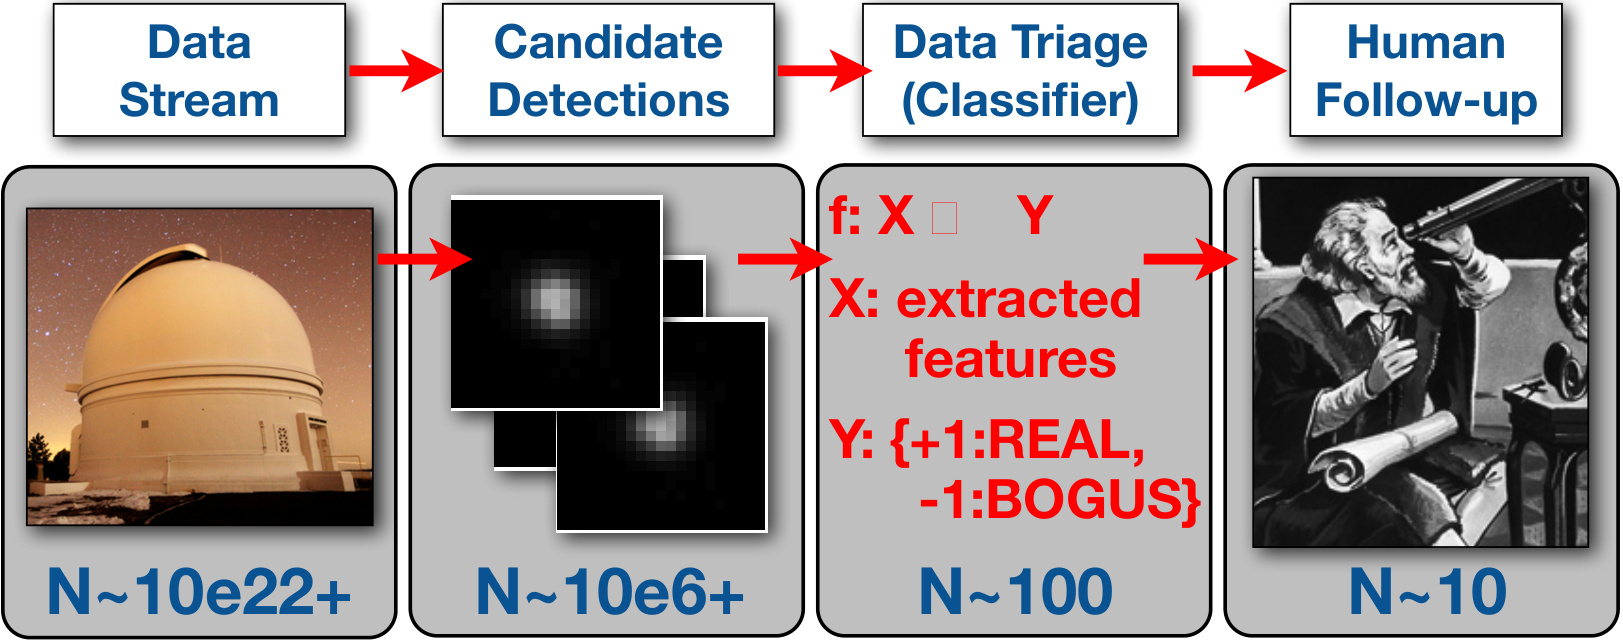 Data
Stream
Candidate
Detections
Data Triage
(Classifier)
Human
Follow-up
f: X □ Y
X: extracted
features
Y: {+1:REAL,
-1:BOGUS}
N~10e22+
N~10e6+
N~100
N~10